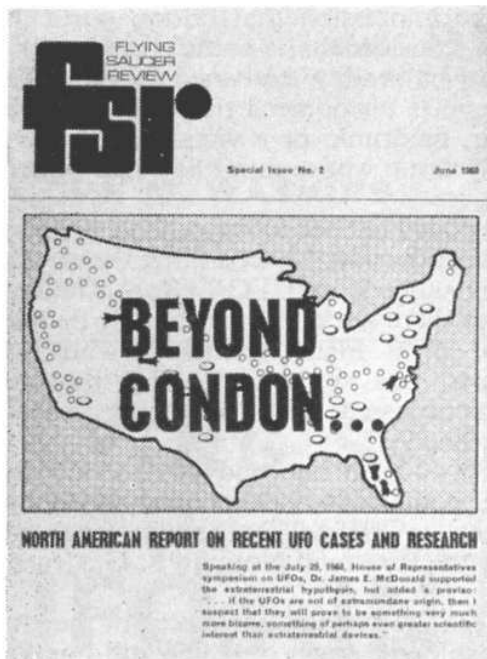 FLYING
SAUCER
REVIEW
fsr
Special Issue No. 2 June 1969
BEYOND
CONDON...
NORTH AMERICAN REPORT ON RECENT UFO CASES AND RESEARCH
Speaking at the July 29, 1968, House of Representatives
symposium on UFOs, Dr. James E. McDonald supported
the extraterrestrial hypothesis, but added a proviso:
". . . . if the UFOs are not of extramundane origin, then I
suspect that they will prove to be something very much
more bizarre, something of perhaps even greater scientific
interest than extraterrestrial devices."